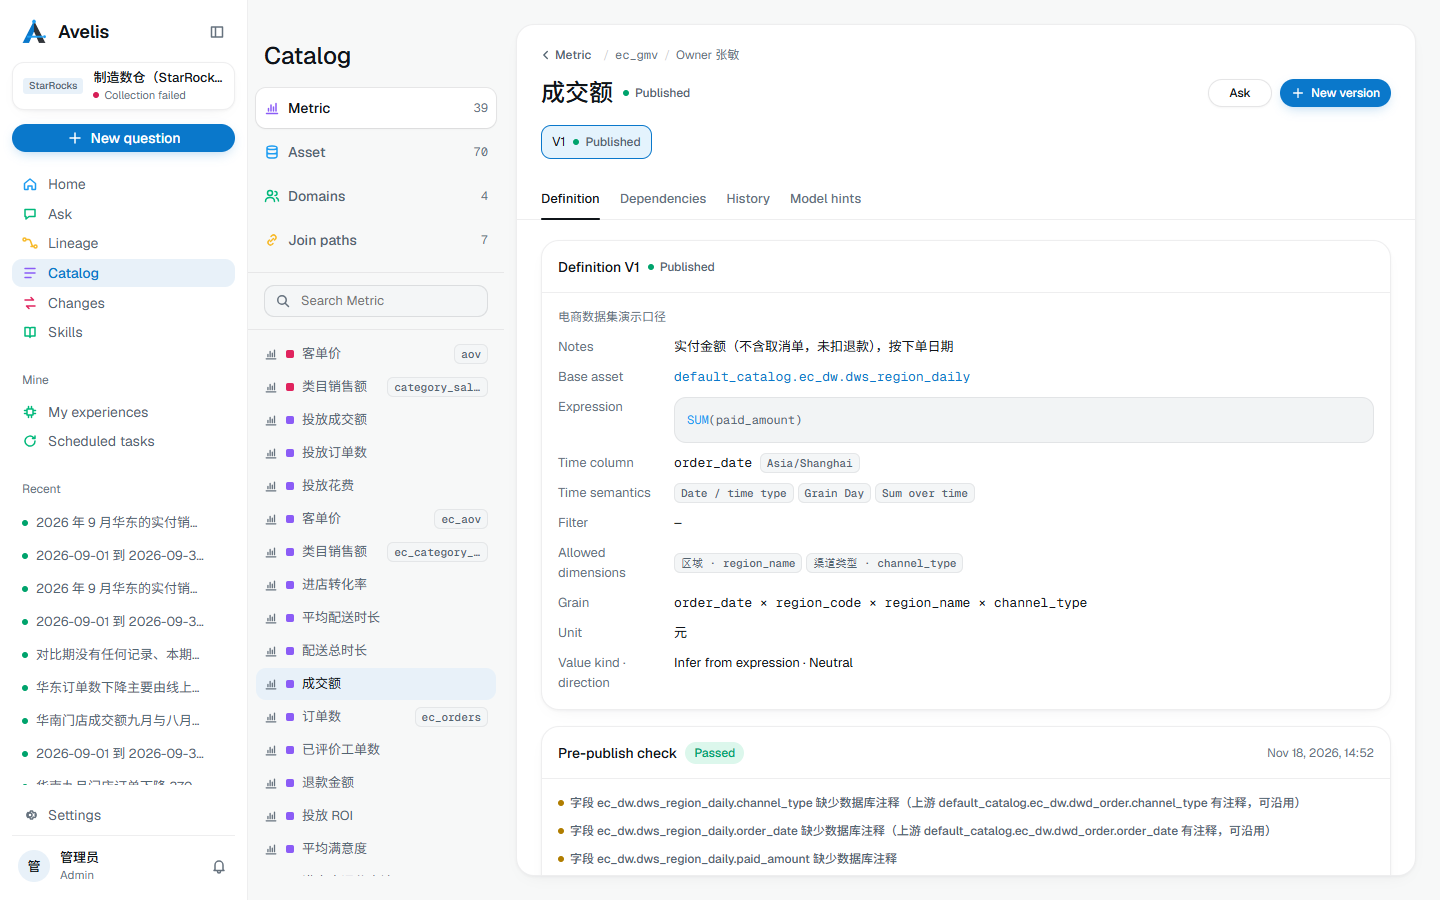 Avelis
StarRocks
制造数仓（StarRock…
Collection failed
+ New question
Home
Ask
Lineage
Catalog
Changes
Skills
Mine
My experiences
Scheduled tasks
Recent
2026 年 9 月华东的实付销…
2026-09-01 到 2026-09-3…
2026 年 9 月华东的实付销…
2026-09-01 到 2026-09-3…
对比期没有任何记录、本期…
华东订单数下降主要由线上…
华南门店成交额九月与八月…
2026-09-01 到 2026-09-3…
Settings
管
管理员
Admin
Catalog
Metric 39
Asset 70
Domains 4
Join paths 7
Search Metric
客单价 aov
类目销售额 category_sal…
投放成交额
投放订单数
投放花费
客单价 ec_aov
类目销售额 ec_category_…
进店转化率
平均配送时长
配送总时长
成交额
订单数 ec_orders
已评价工单数
退款金额
投放 ROI
平均满意度
Metric / ec_gmv / Owner 张敏
成交额 Published
Ask
+ New version
V1 Published
Definition Dependencies History Model hints
Definition V1 Published
电商数据集演示口径
Notes 实付金额（不含取消单，未扣退款），按下单日期
Base asset default_catalog.ec_dw.dws_region_daily
Expression SUM(paid_amount)
Time column order_date Asia/Shanghai
Time semantics Date / time type Grain Day Sum over time
Filter –
Allowed dimensions 区域 · region_name 渠道类型 · channel_type
Grain order_date × region_code × region_name × channel_type
Unit 元
Value kind · direction Infer from expression · Neutral
Pre-publish check Passed Nov 18, 2026, 14:52
字段 ec_dw.dws_region_daily.channel_type 缺少数据库注释（上游 default_catalog.ec_dw.dwd_order.channel_type 有注释，可沿用）
字段 ec_dw.dws_region_daily.order_date 缺少数据库注释（上游 default_catalog.ec_dw.dwd_order.order_date 有注释，可沿用）
字段 ec_dw.dws_region_daily.paid_amount 缺少数据库注释